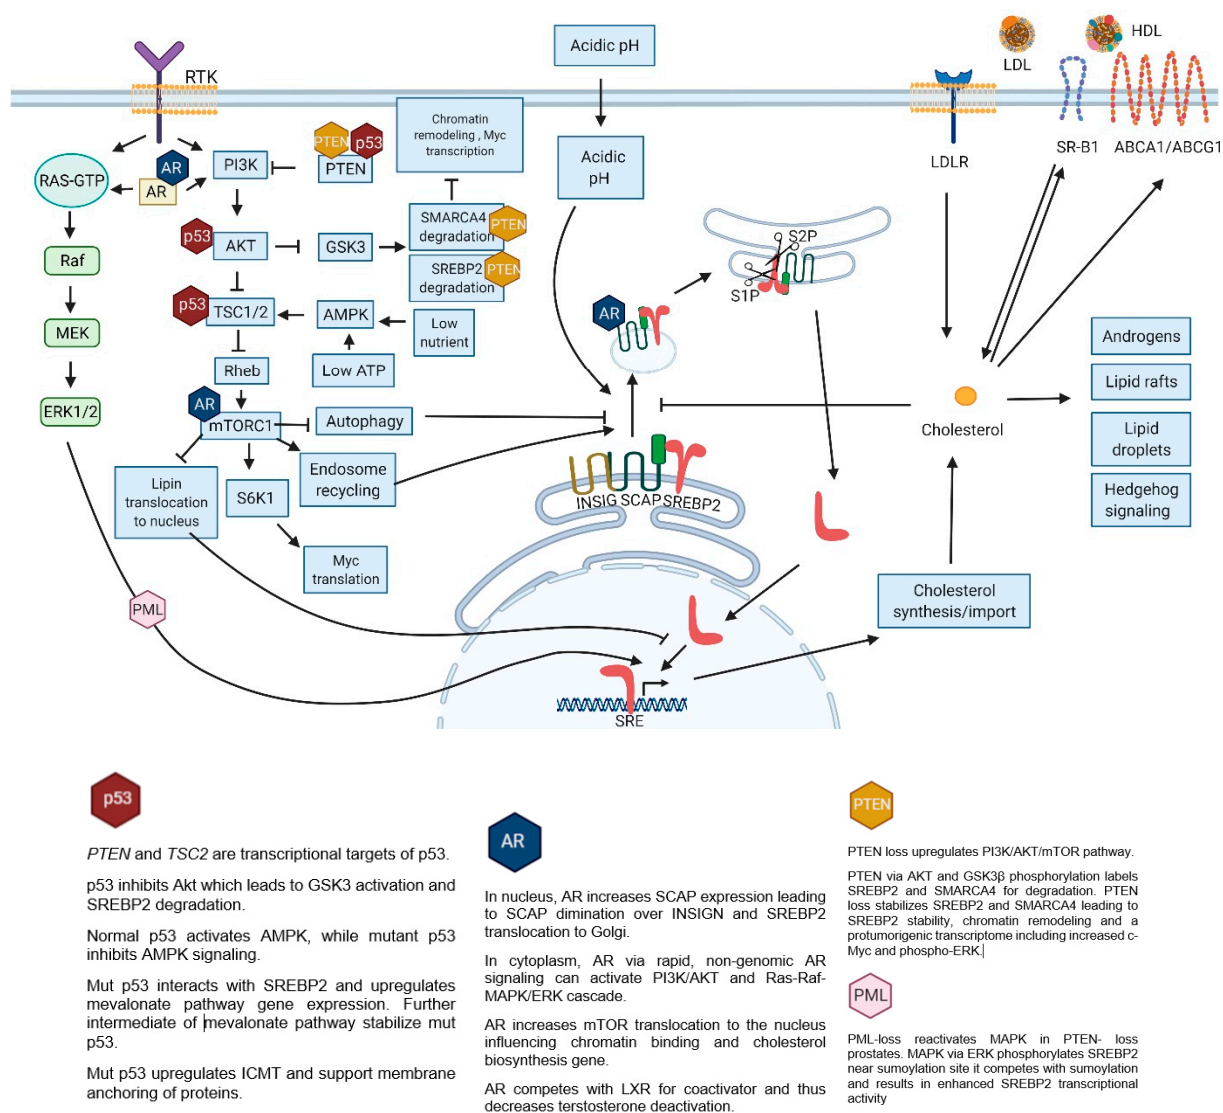 Acidic pH
LDL
HDL
RTK
Chromatin
remodeling , Myc
transcription
Acidic
pH
LDLR
SR-B1
ABCA1/ABCG1
PTEN
p53
PTEN
PI3K
AR
AR
RAS-GTP
SMARCA4
degradation
PTEN
p53
AKT
GSK3
Raf
SREBP2
degradation
PTEN
S2P
S1P
p53
TSC1/2
AMPK
Low
nutrient
AR
MEK
Rheb
Low ATP
Androgens
Lipid rafts
AR
mTORC1
Autophagy
ERK1/2
Cholesterol
Lipid
droplets
Endosome
recycling
Lipin
translocation
to nucleus
S6K1
INSIG SCAP SREBP2
Hedgehog
signaling
Myc
translation
PML
Cholesterol
synthesis/import
SRE
p53
PTEN and TSC2 are transcriptional targets of p53.
p53 inhibits Akt which leads to GSK3 activation and
SREBP2 degradation.
Normal p53 activates AMPK, while mutant p53
inhibits AMPK signaling.
Mut p53 interacts with SREBP2 and upregulates
mevalonate pathway gene expression. Further
intermediate of mevalonate pathway stabilize mut
p53.
Mut p53 upregulates ICMT and support membrane
anchoring of proteins.
AR
In nucleus, AR increases SCAP expression leading
to SCAP dimination over INSIGN and SREBP2
translocation to Golgi.
In cytoplasm, AR via rapid, non-genomic AR
signaling can activate PI3K/AKT and Ras-Raf-
MAPK/ERK cascade.
AR increases mTOR translocation to the nucleus
influencing chromatin binding and cholesterol
biosynthesis gene.
AR competes with LXR for coactivator and thus
decreases terstosterone deactivation.
PTEN
PTEN loss upregulates PI3K/AKT/mTOR pathway.
PTEN via AKT and GSK3β phosphorylation labels
SREBP2 and SMARCA4 for degradation. PTEN
loss stabilizes SREBP2 and SMARCA4 leading to
SREBP2 stability, chromatin remodeling and a
protumorigenic transcriptome including increased c-
Myc and phospho-ERK.
PML
PML-loss reactivates MAPK in PTEN- loss
prostates. MAPK via ERK phosphorylates SREBP2
near sumoylation site it competes with sumoylation
and results in enhanced SREBP2 transcriptional
activity